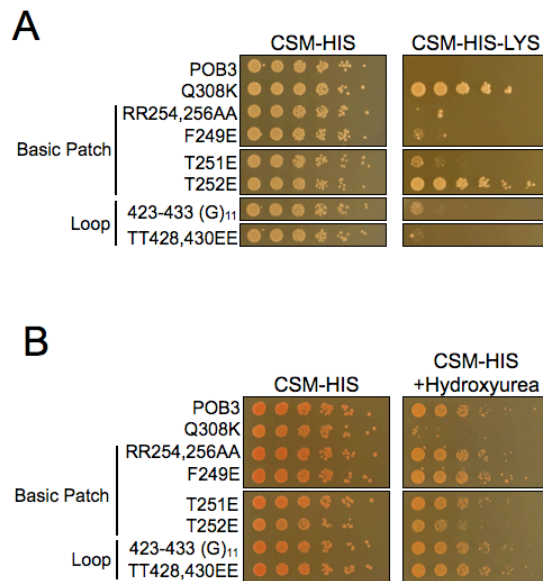 A
CSM-HIS CSM-HIS-LYS
POB3
Q308K
RR254,256AA
F249E
Basic Patch
T251E
T252E
423-433 (G)₁₁
Loop
TT428,430EE
B
CSM-HIS
CSM-HIS
+Hydroxyurea
POB3
Q308K
RR254,256AA
F249E
Basic Patch
T251E
T252E
423-433 (G)₁₁
Loop
TT428,430EE